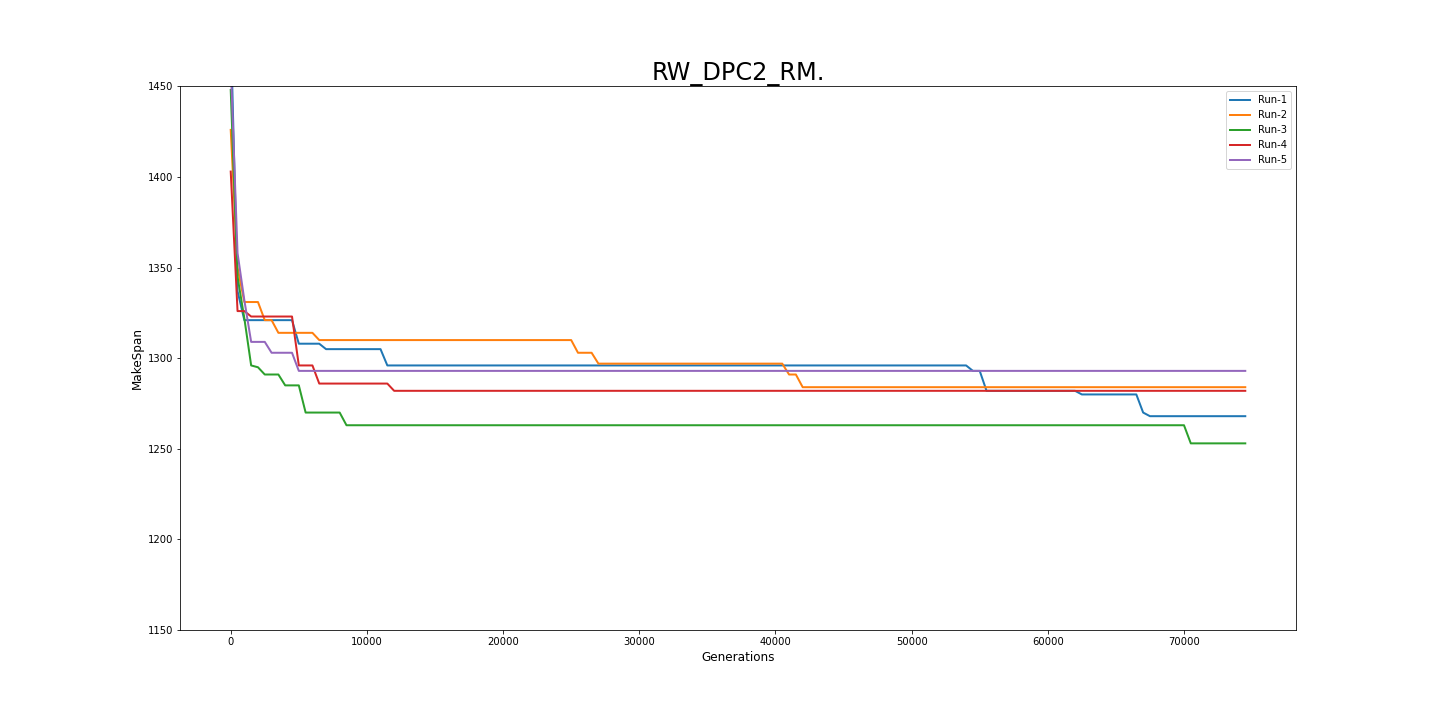 RW_DPC2_RM.
1450
1400
1350
1300
1250
1200
1150
MakeSpan
0
10000
20000
30000
40000
50000
60000
70000
Generations
Run-1
Run-2
Run-3
Run-4
Run-5